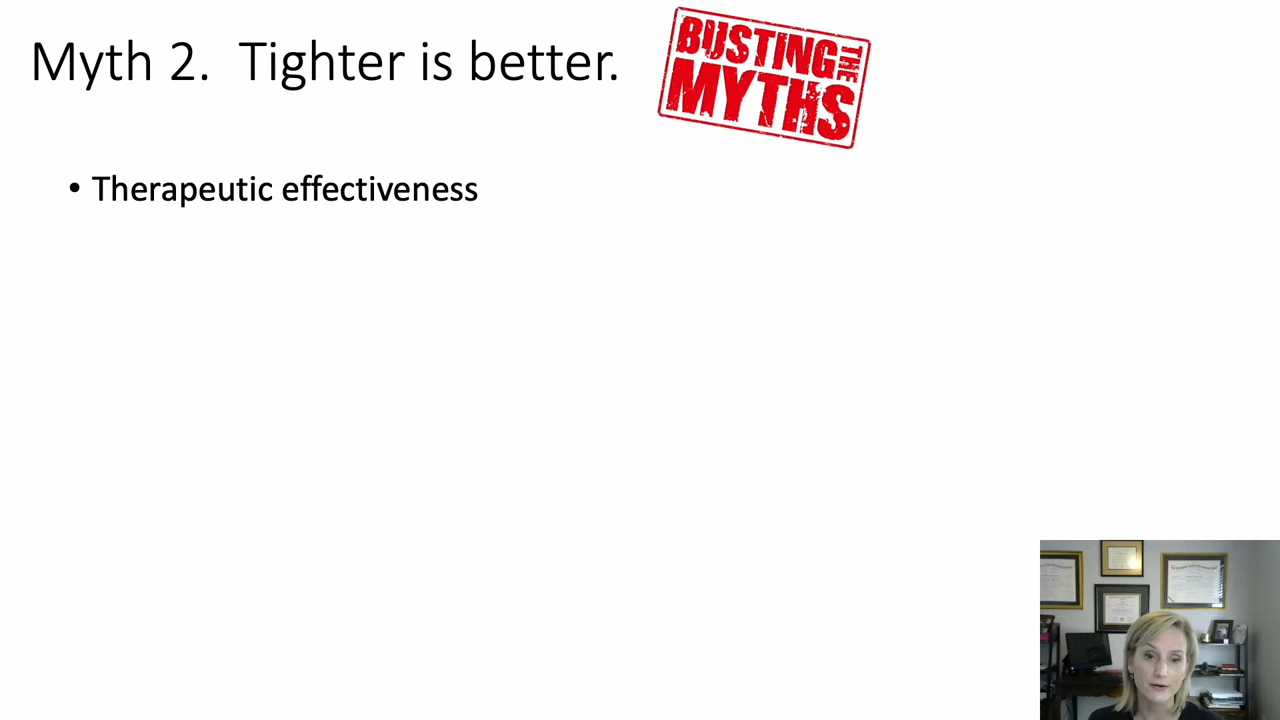 Myth 2.  Tighter is better.
BUSTING THE
MYTHS
• Therapeutic effectiveness